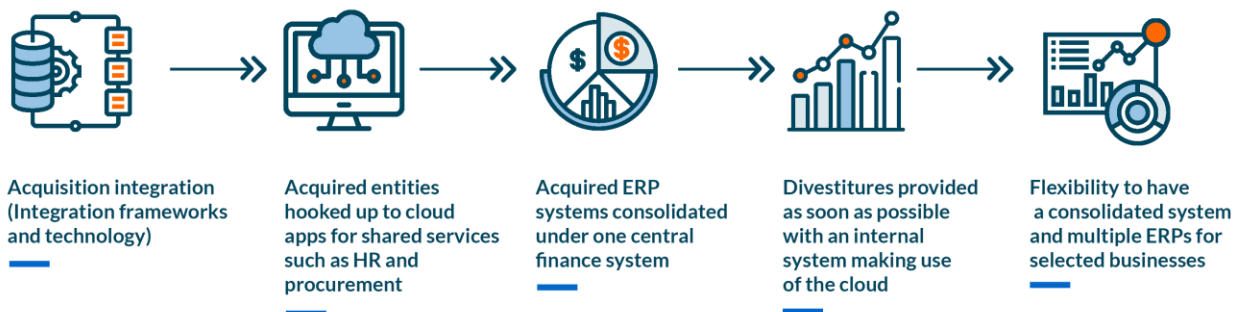 Acquisition integration
(Integration frameworks
and technology)
Acquired entities
hooked up to cloud
apps for shared services
such as HR and
procurement
$
$
Acquired ERP
systems consolidated
under one central
finance system
Divestitures provided
as soon as possible
with an internal
system making use
of the cloud
Flexibility to have
a consolidated system
and multiple ERPs for
selected businesses